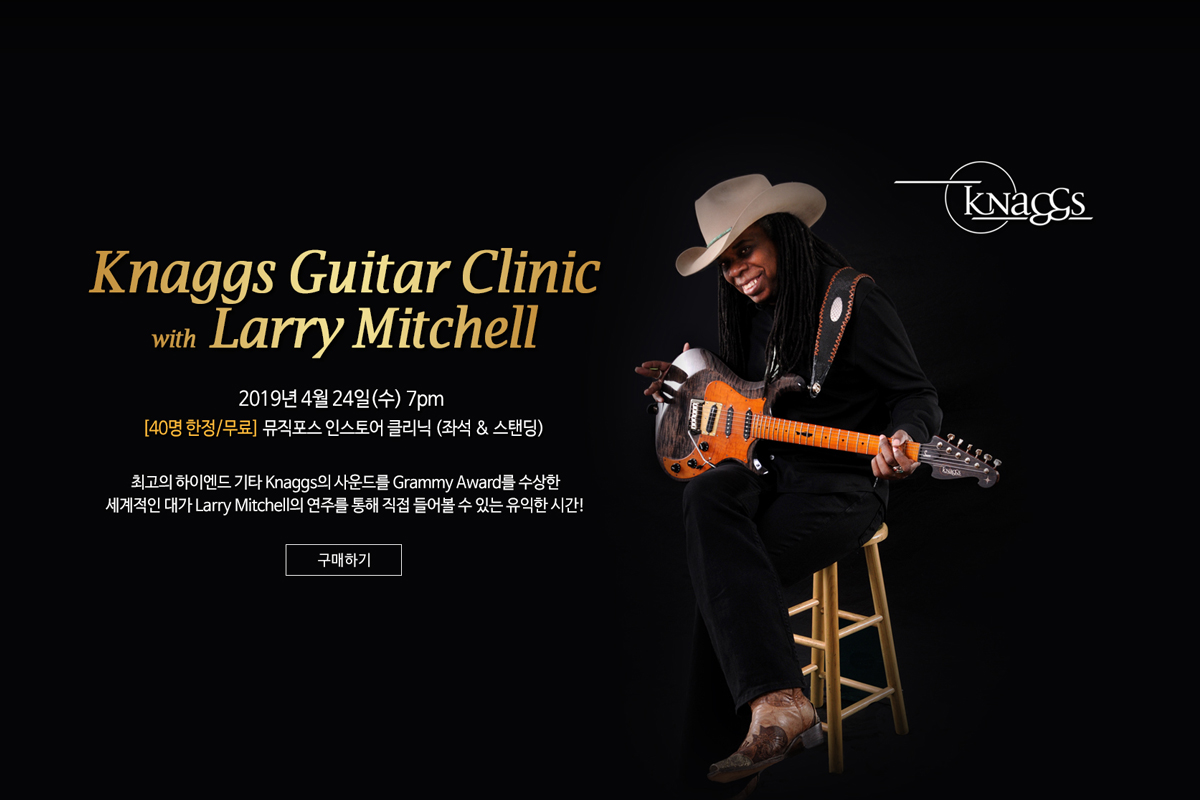 KNaGGS
Knaggs Guitar Clinic
with Larry Mitchell
2019년 4월 24일(수) 7pm
[40명 한정/무료] 뮤직포스 인스토어 클리닉 (좌석 & 스탠딩)
최고의 하이엔드 기타 Knaggs의 사운드를 Grammy Award를 수상한
세계적인 대가 Larry Mitchell의 연주를 통해 직접 들어볼 수 있는 유익한 시간!
구매하기
KNaGGS